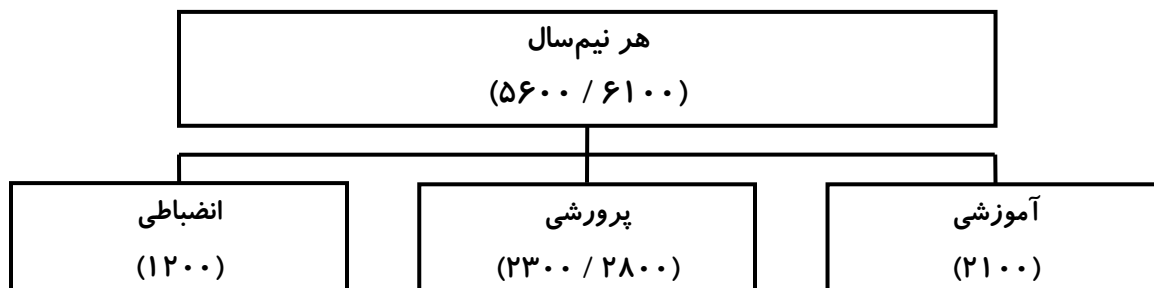 هر نیم‌سال
(۵۶۰۰ / ۶۱۰۰)
آموزشی
(۲۱۰۰)
پرورشی
(۲۳۰۰ / ۲۸۰۰)
انضباطی
(۱۲۰۰)